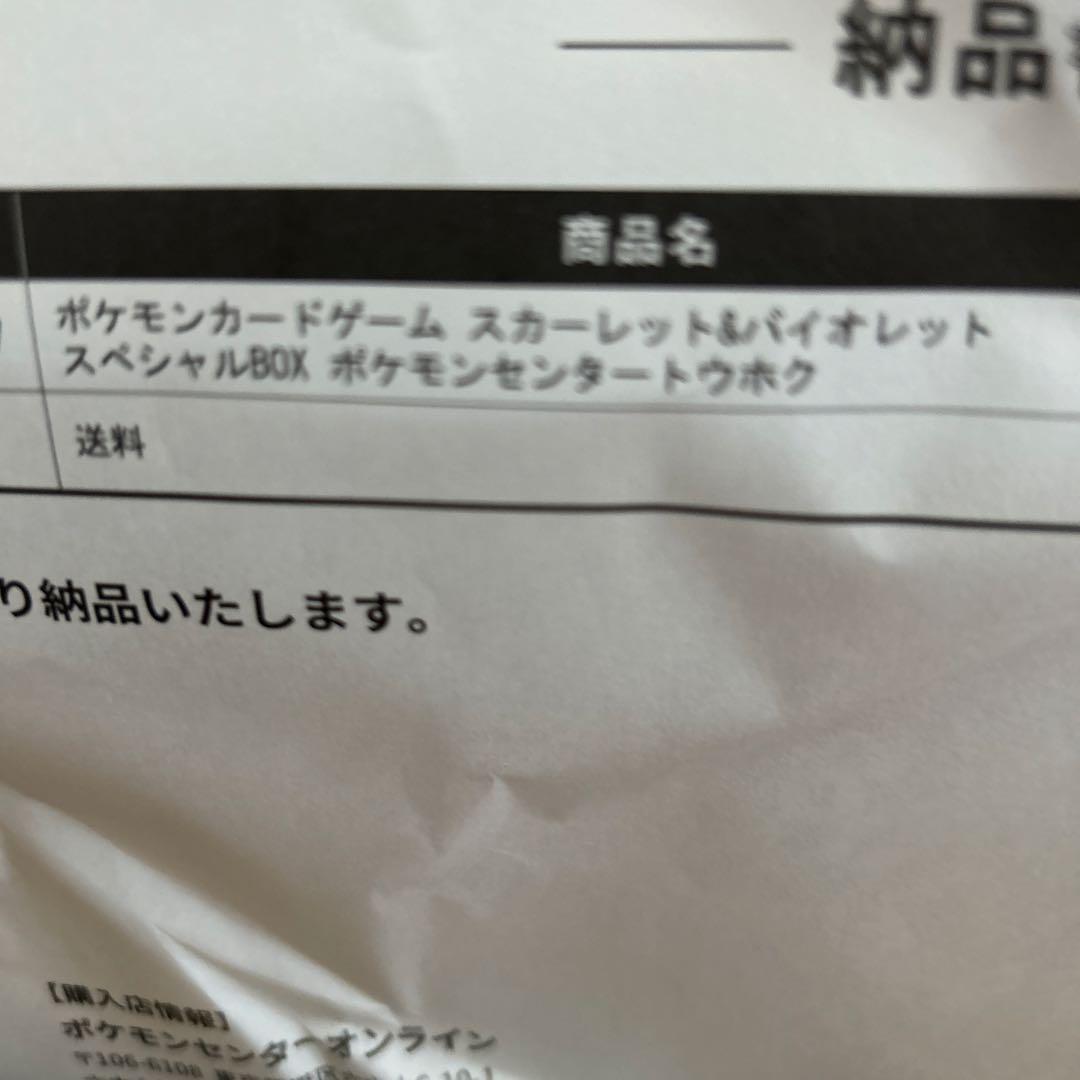 納品
商品名
ポケモンカードゲーム スカーレット&バイオレット
スペシャルBOX ポケモンセンタートウホク
送料
り納品いたします。
【購入店情報】
ポケモンセンターオンライン
〒106-6108